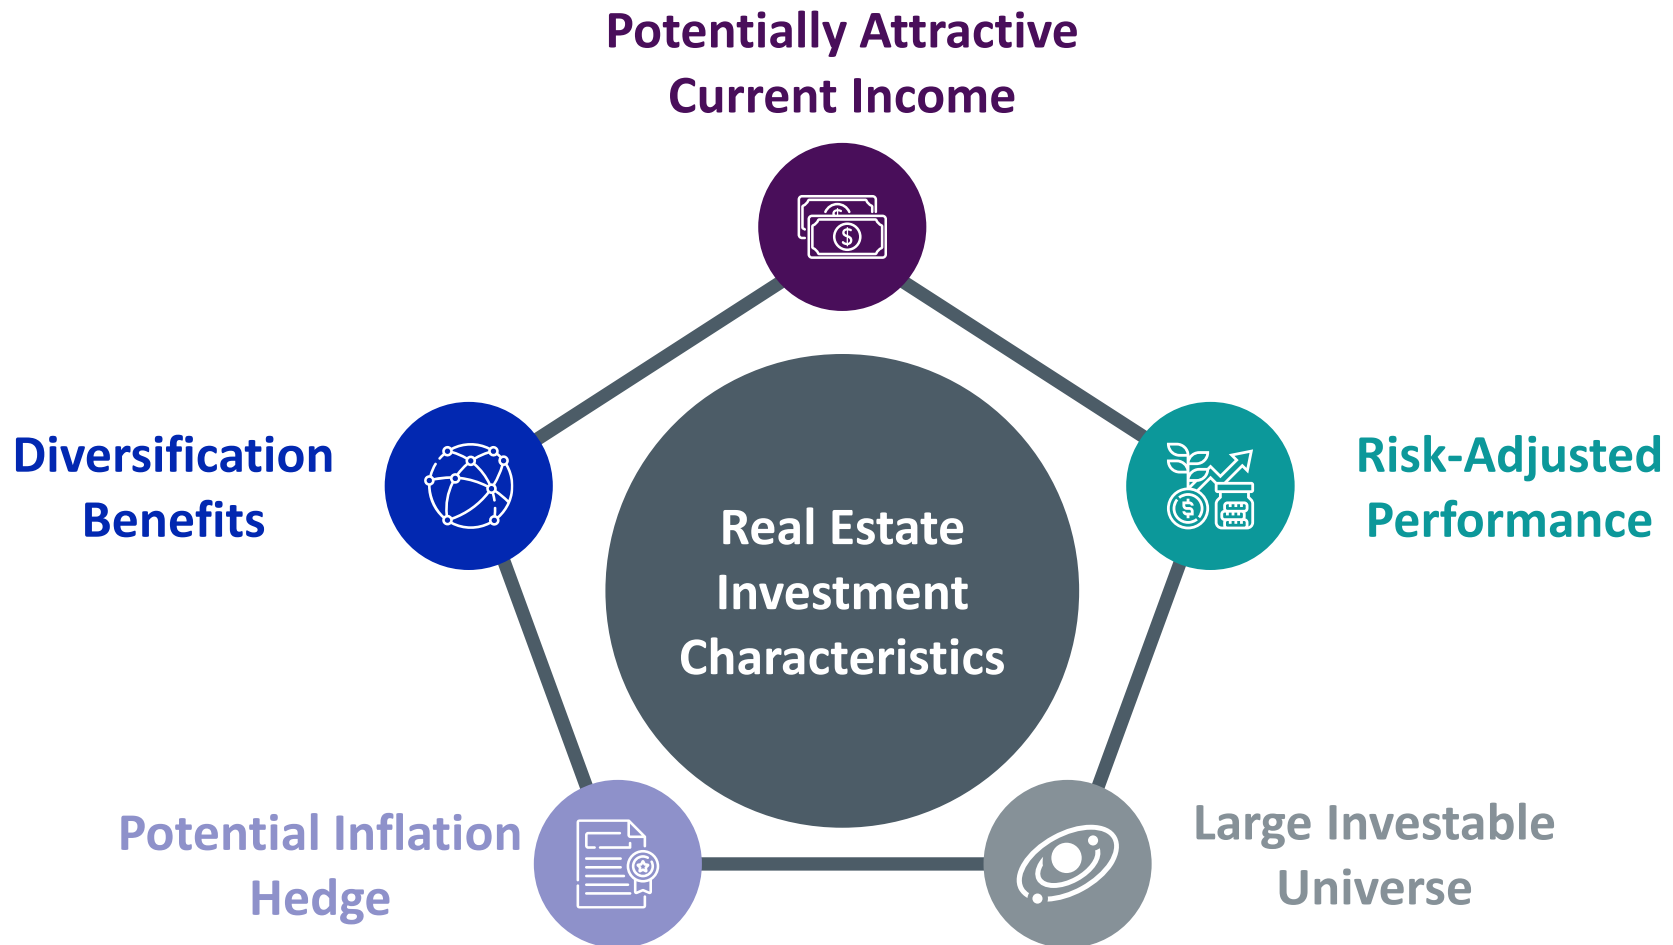 Potentially Attractive
Current Income
Diversification
Benefits
Risk-Adjusted
Performance
Real Estate
Investment
Characteristics
Potential Inflation
Hedge
Large Investable
Universe
$
$
$